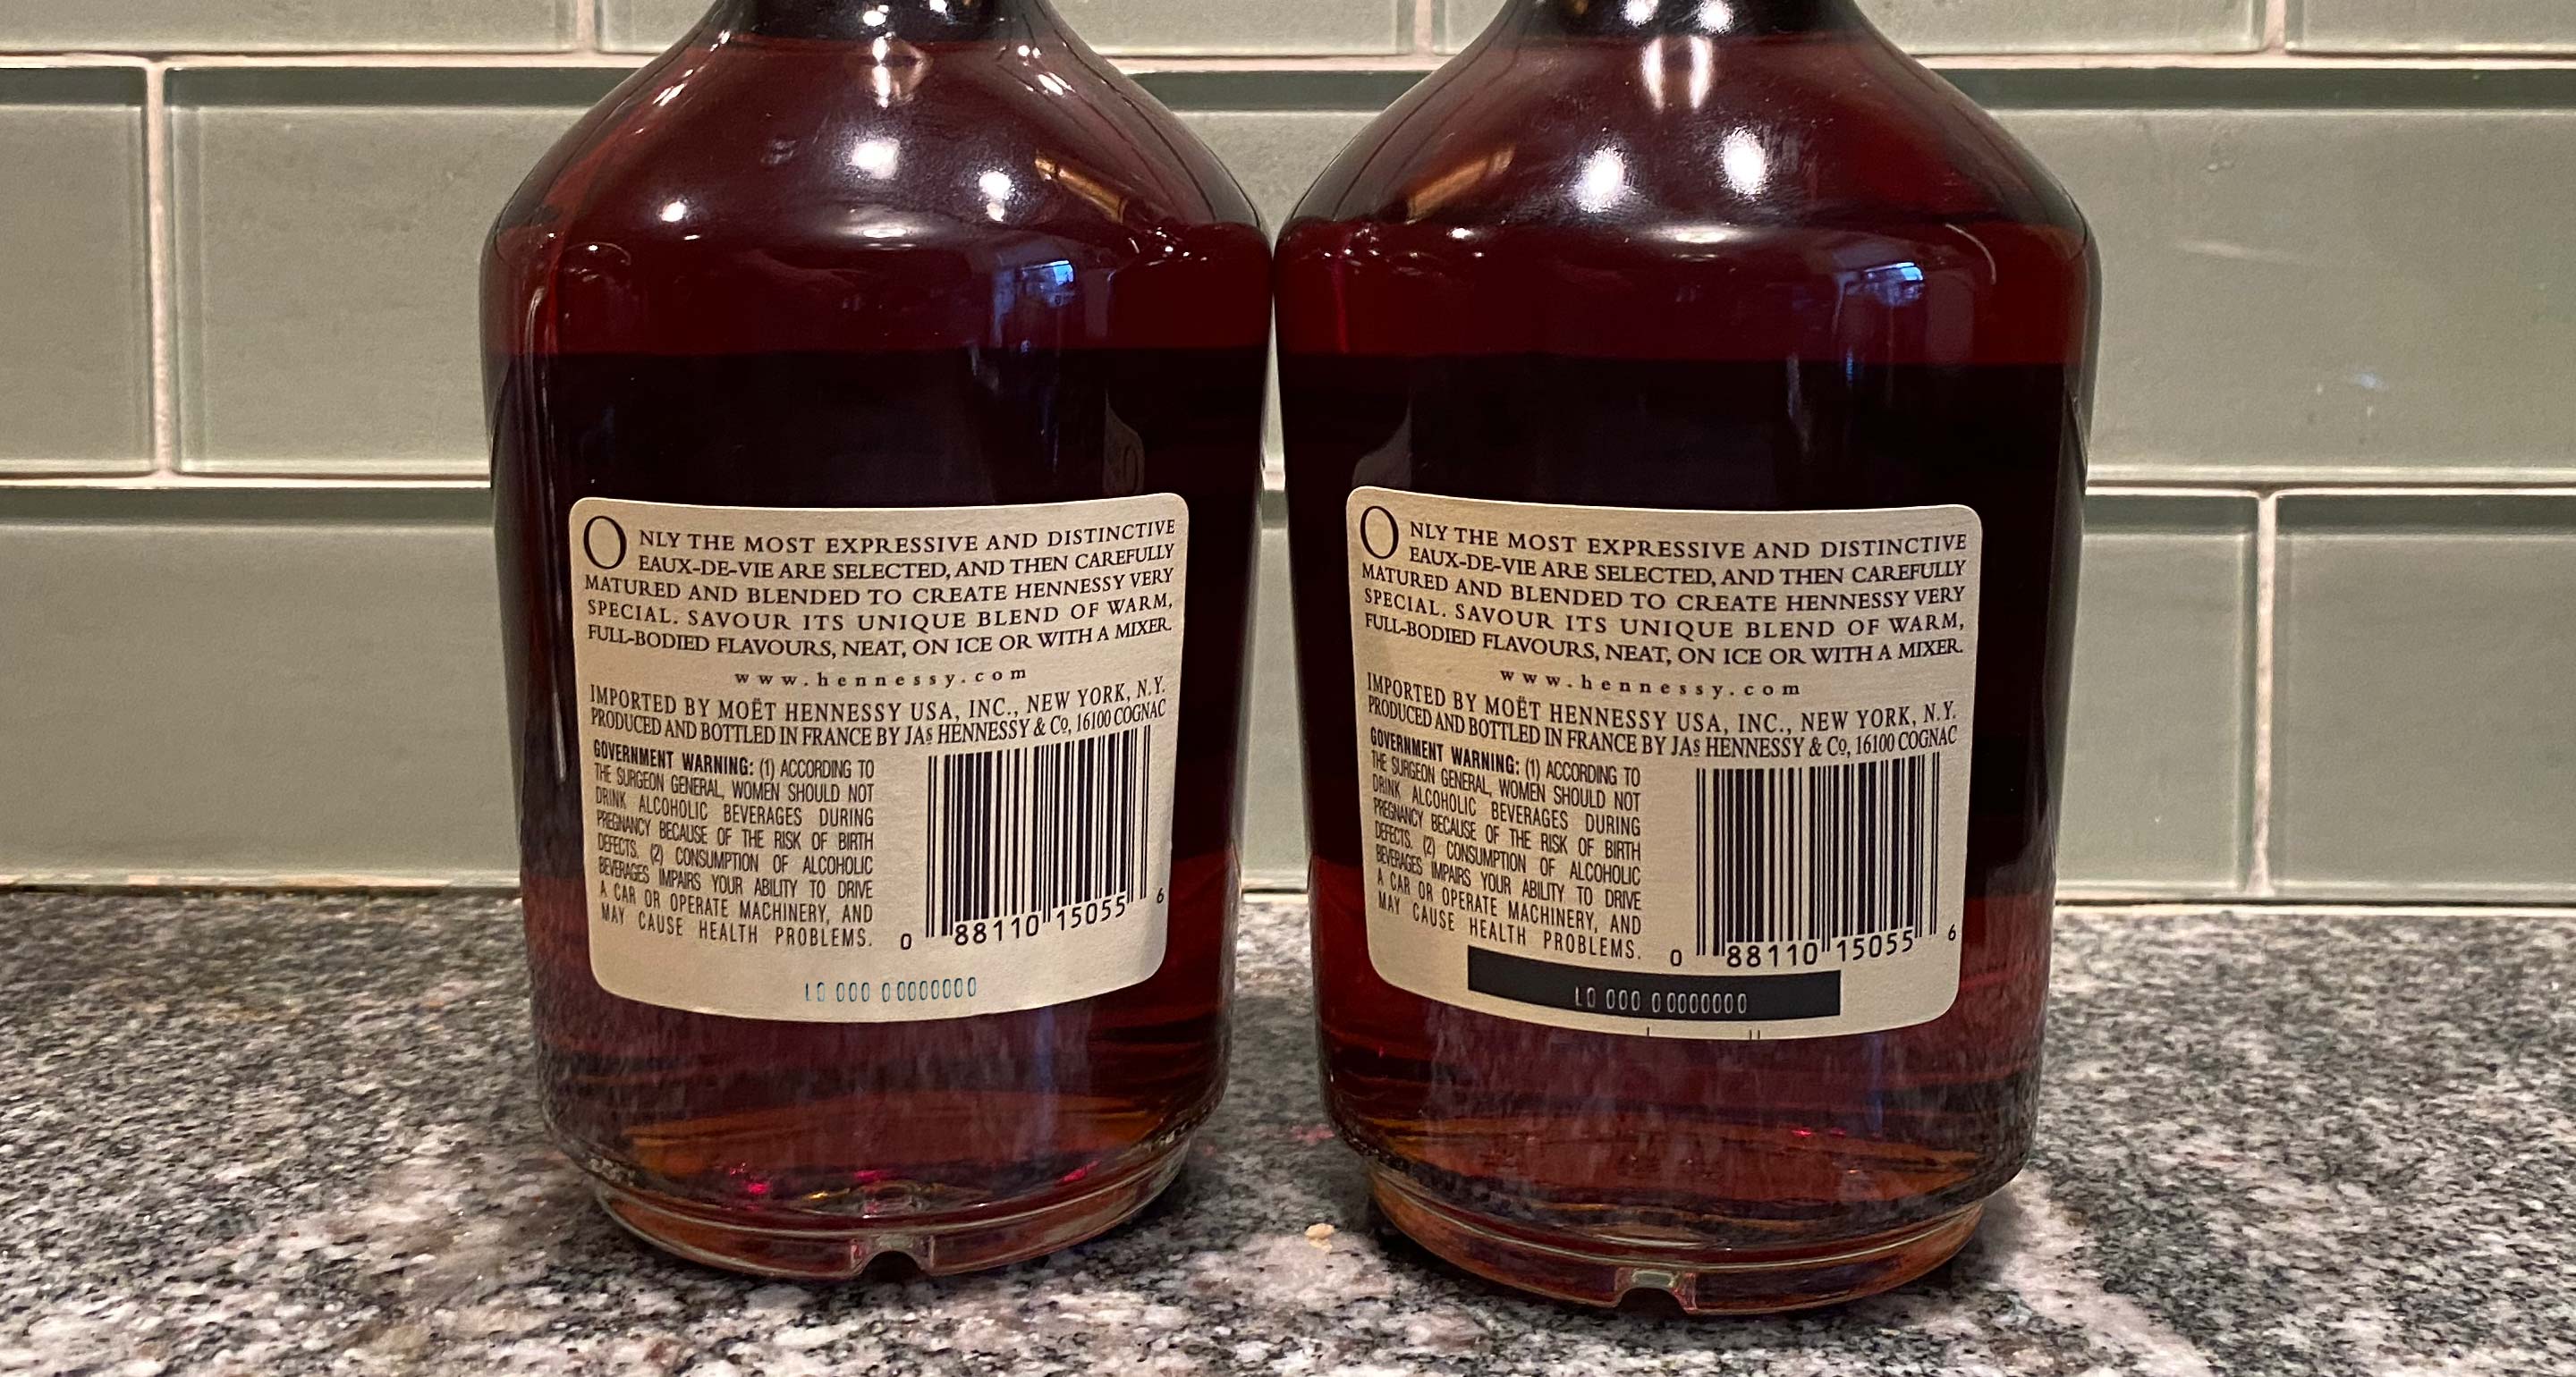 ONLY THE MOST EXPRESSIVE AND DISTINCTIVE
EAUX-DE-VIE ARE SELECTED, AND THEN CAREFULLY
MATURED AND BLENDED TO CREATE HENNESSY VERY
SPECIAL. SAVOUR ITS UNIQUE BLEND OF WARM,
FULL-BODIED FLAVOURS, NEAT, ON ICE OR WITH A MIXER.
www.hennessy.com
IMPORTED BY MOËT HENNESSY USA, INC., NEW YORK, N.Y.
PRODUCED AND BOTTLED IN FRANCE BY JAS HENNESSY & Co, 16100 COGNAC
GOVERNMENT WARNING: (1) ACCORDING TO
THE SURGEON GENERAL, WOMEN SHOULD NOT
DRINK ALCOHOLIC BEVERAGES DURING
PREGNANCY BECAUSE OF THE RISK OF BIRTH
DEFECTS. (2) CONSUMPTION OF ALCOHOLIC
BEVERAGES IMPAIRS YOUR ABILITY TO DRIVE
A CAR OR OPERATE MACHINERY, AND
MAY CAUSE HEALTH PROBLEMS.
0 88110 15055 6
L0 000 00000000
ONLY THE MOST EXPRESSIVE AND DISTINCTIVE
EAUX-DE-VIE ARE SELECTED, AND THEN CAREFULLY
MATURED AND BLENDED TO CREATE HENNESSY VERY
SPECIAL. SAVOUR ITS UNIQUE BLEND OF WARM,
FULL-BODIED FLAVOURS, NEAT, ON ICE OR WITH A MIXER.
www.hennessy.com
IMPORTED BY MOËT HENNESSY USA, INC., NEW YORK, N.Y.
PRODUCED AND BOTTLED IN FRANCE BY JAS HENNESSY & Co, 16100 COGNAC
GOVERNMENT WARNING: (1) ACCORDING TO
THE SURGEON GENERAL, WOMEN SHOULD NOT
DRINK ALCOHOLIC BEVERAGES DURING
PREGNANCY BECAUSE OF THE RISK OF BIRTH
DEFECTS. (2) CONSUMPTION OF ALCOHOLIC
BEVERAGES IMPAIRS YOUR ABILITY TO DRIVE
A CAR OR OPERATE MACHINERY, AND
MAY CAUSE HEALTH PROBLEMS.
0 88110 15055 6
L0 000 00000000